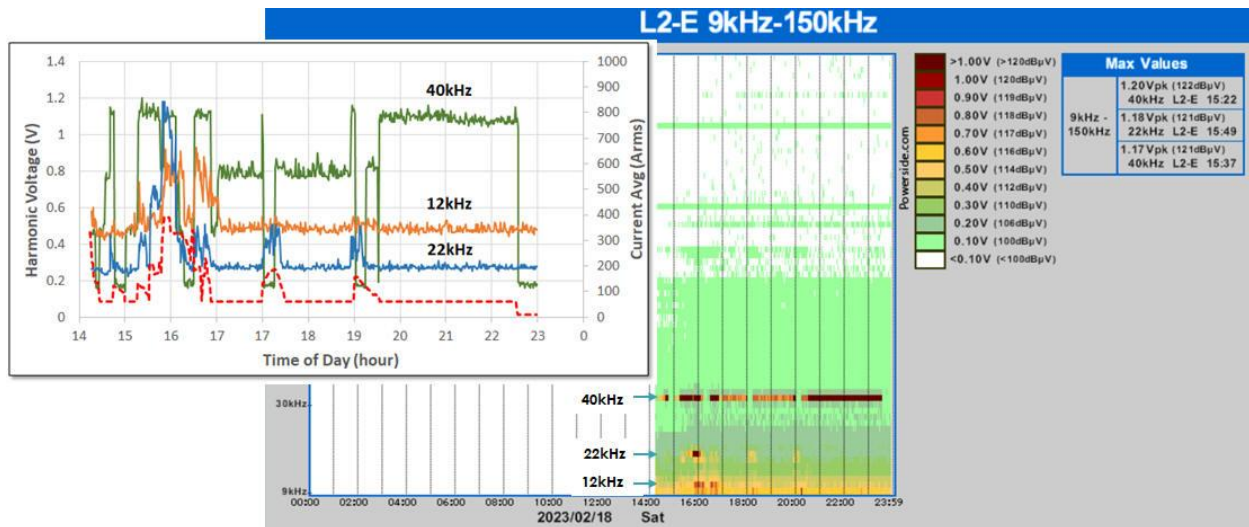 L2-E 9kHz-150kHz
1.4
1.2
1
0.8
0.6
0.4
0.2
0
Harmonic Voltage (V)
40kHz
12kHz
22kHz
1000
900
800
700
600
500
400
300
200
100
0
Current Avg (Arms)
14 15 16 17 17 18 19 20 21 22 23 0
Time of Day (hour)
>1.00V (>120dBµV)
1.00V (120dBµV)
0.90V (119dBµV)
0.80V (118dBµV)
0.70V (117dBµV)
0.60V (116dBµV)
0.50V (114dBµV)
0.40V (112dBµV)
0.30V (110dBµV)
0.20V (106dBµV)
0.10V (100dBµV)
<0.10V (<100dBµV)
Powerside.com
Max Values
9kHz -
150kHz
1.20Vpk (122dBµV)
40kHz L2-E 15:22
1.18Vpk (121dBµV)
22kHz L2-E 15:49
1.17Vpk (121dBµV)
40kHz L2-E 15:37
40kHz
30kHz
22kHz
12kHz
9kHz
00:00 02:00 04:00 06:00 08:00 10:00 12:00 14:00 16:00 18:00 20:00 22:00 23:59
2023/02/18 Sat